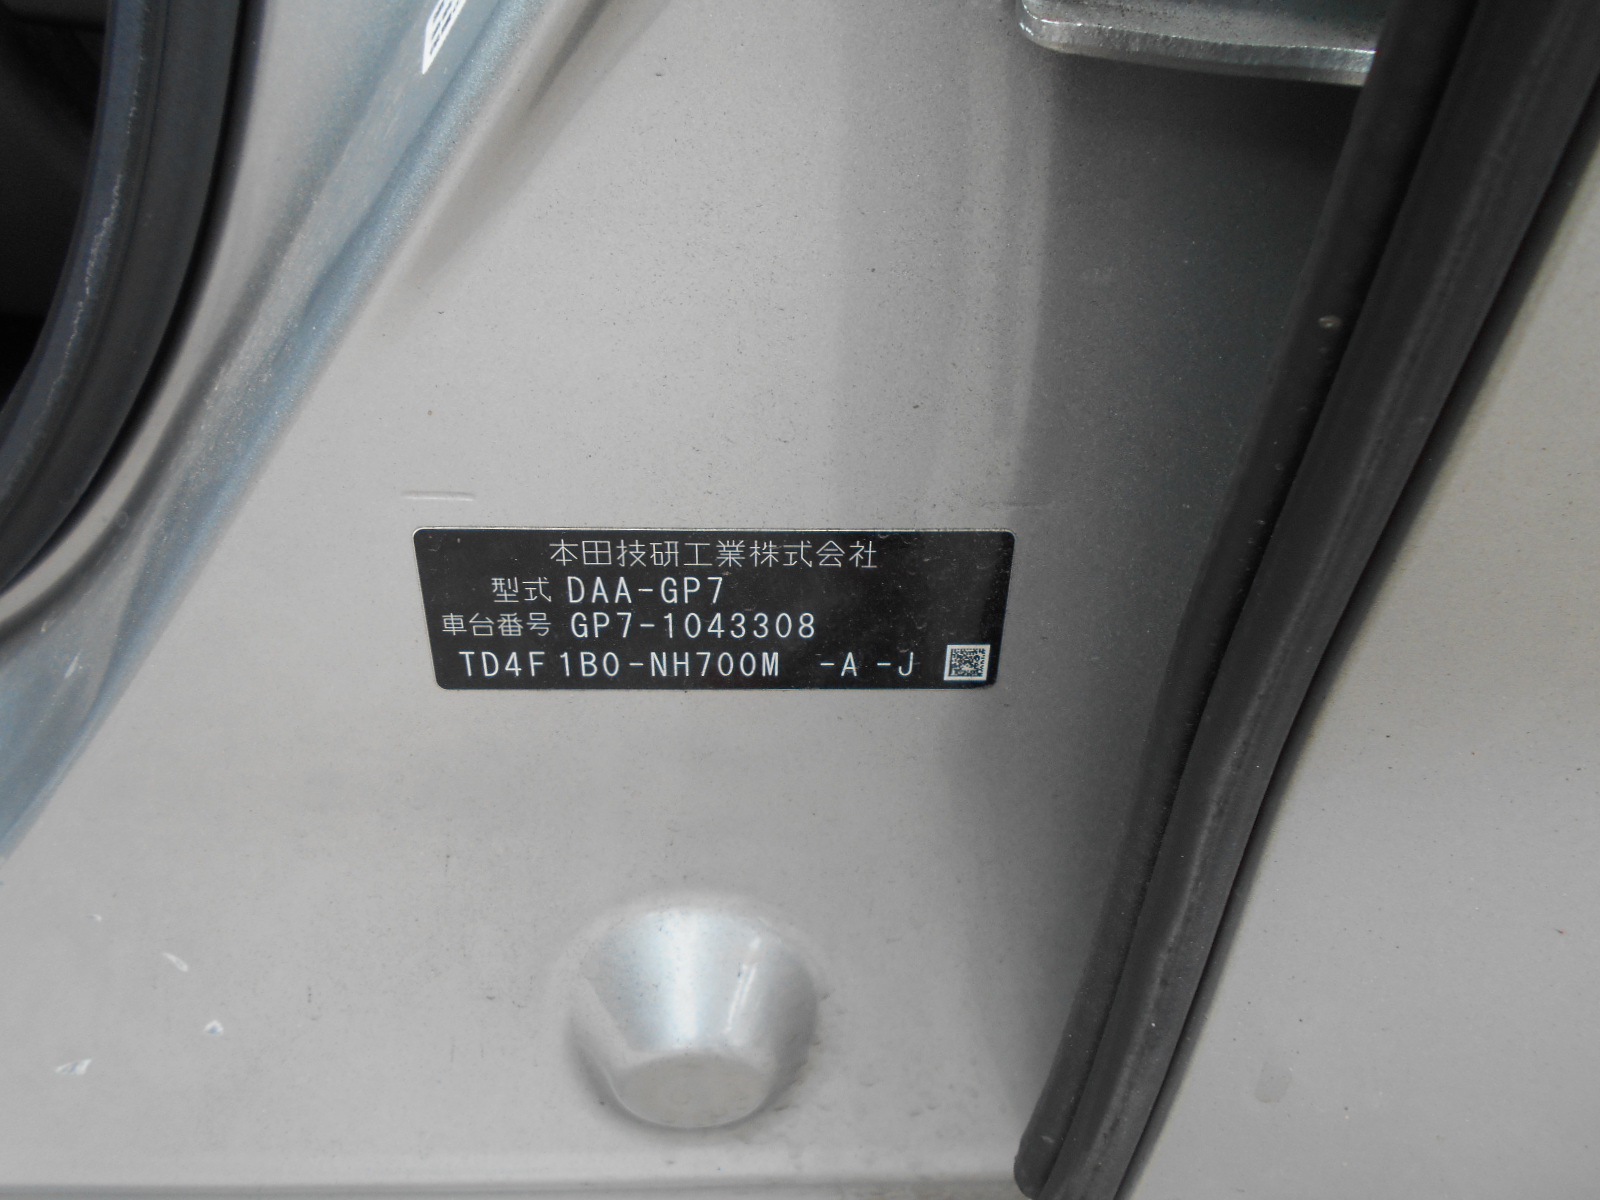 本田技研工業株式会社
型式 DAA-GP7
車台番号 GP7-1043308
TD4F1B0-NH700M -A -J